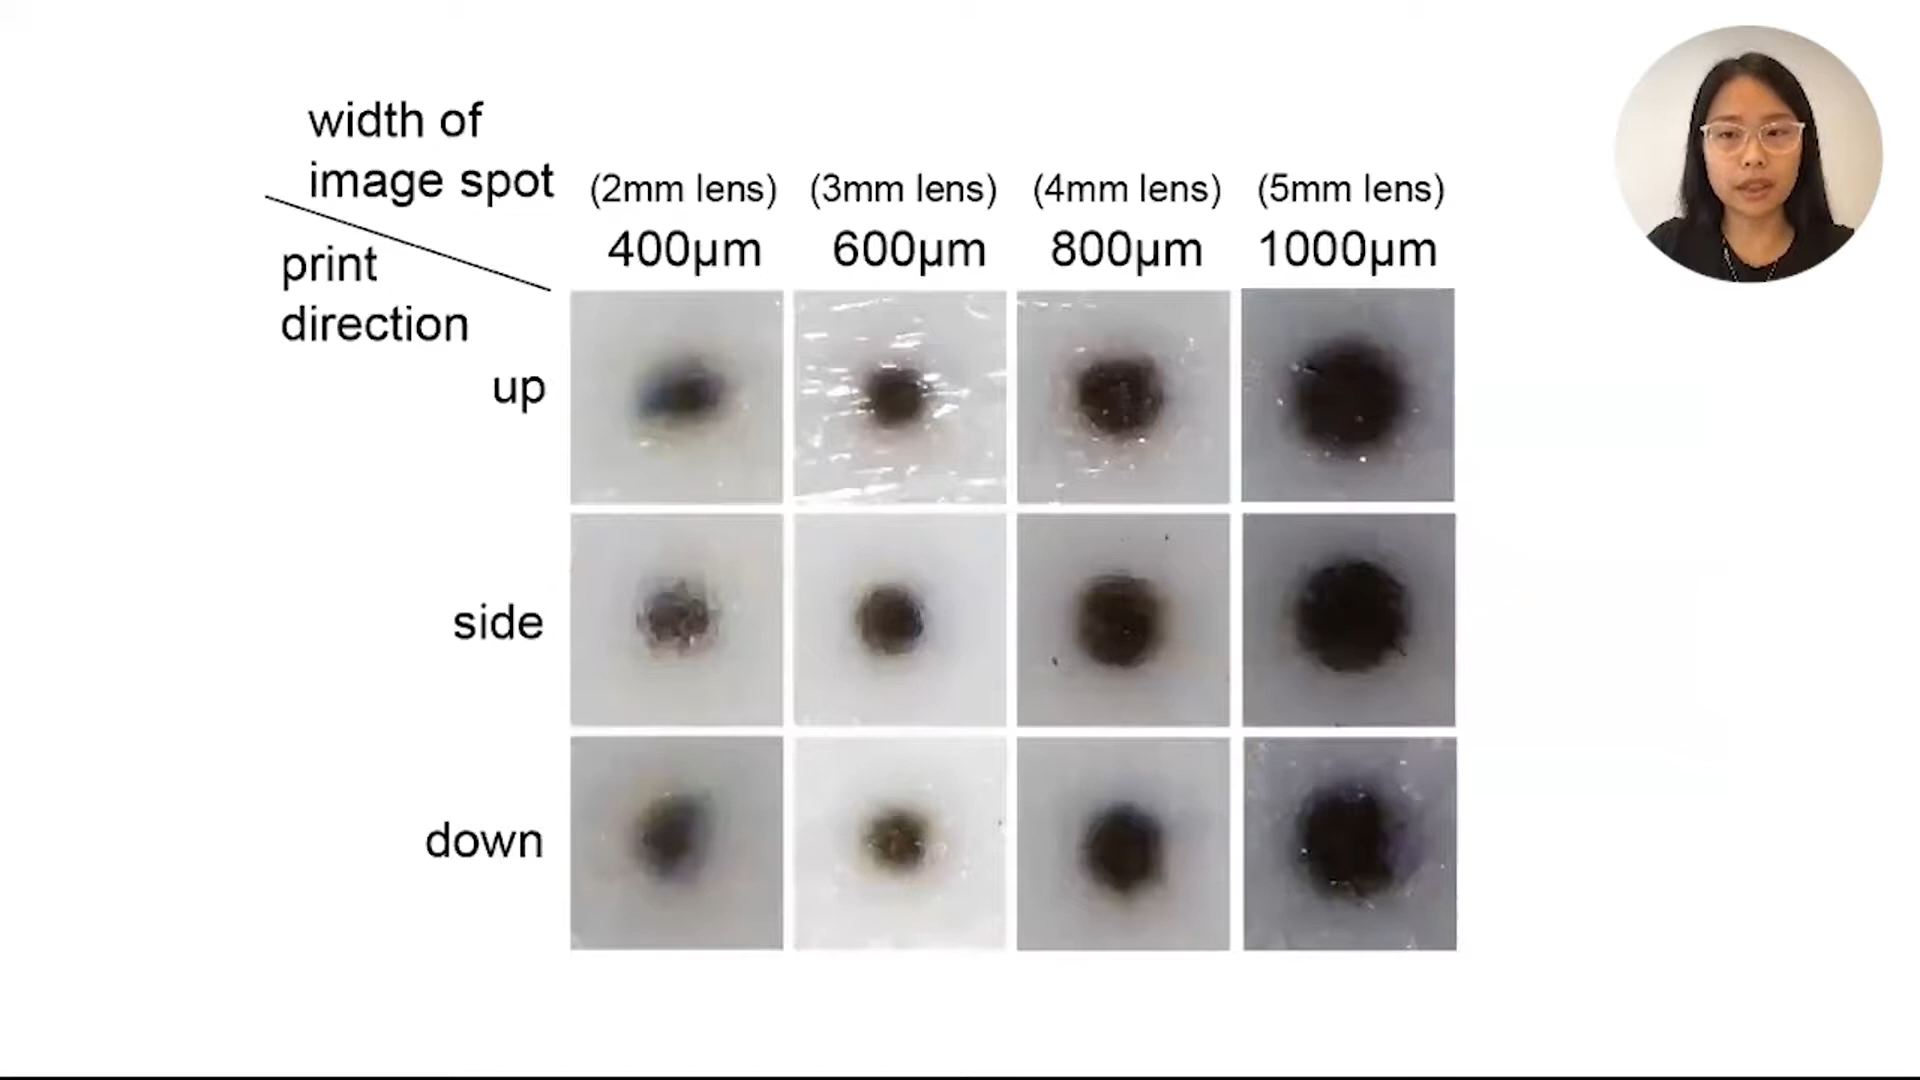 width of
image spot
(2mm lens) (3mm lens) (4mm lens) (5mm lens)
400µm 600µm 800µm 1000µm
print
direction
up
side
down